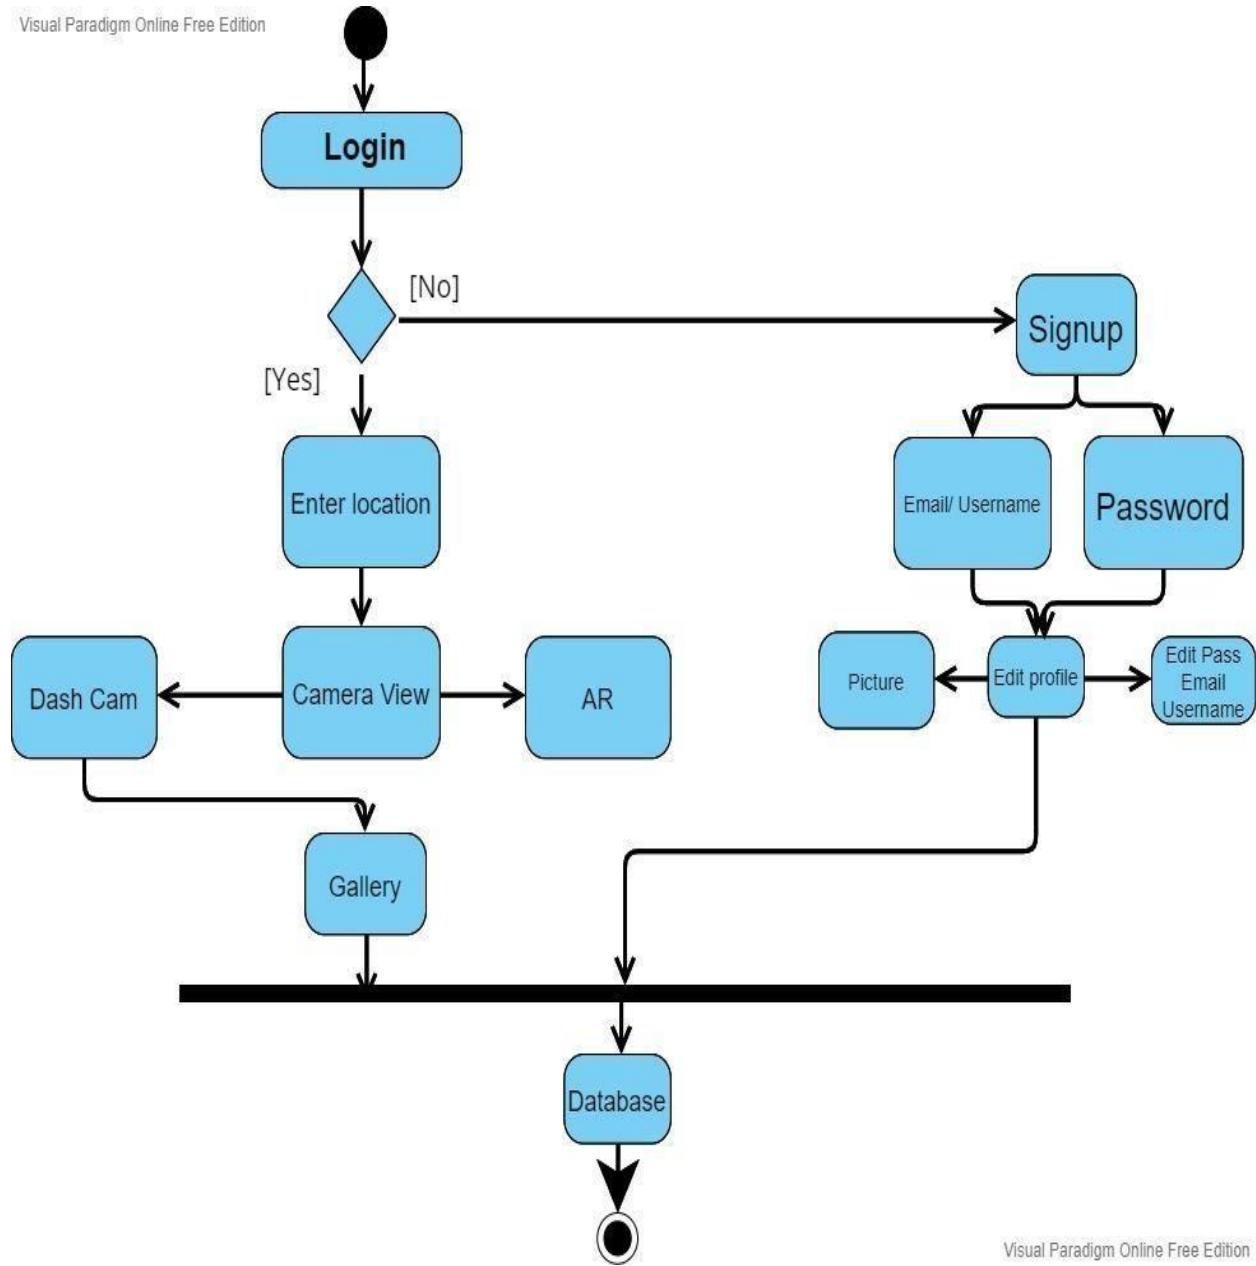 Visual Paradigm Online Free Edition
Login
[No]
Signup
[Yes]
Enter location
Email/ Username
Password
Dash Cam
Camera View
AR
Picture
Edit profile
Edit Pass
Email
Username
Gallery
Database
Visual Paradigm Online Free Edition